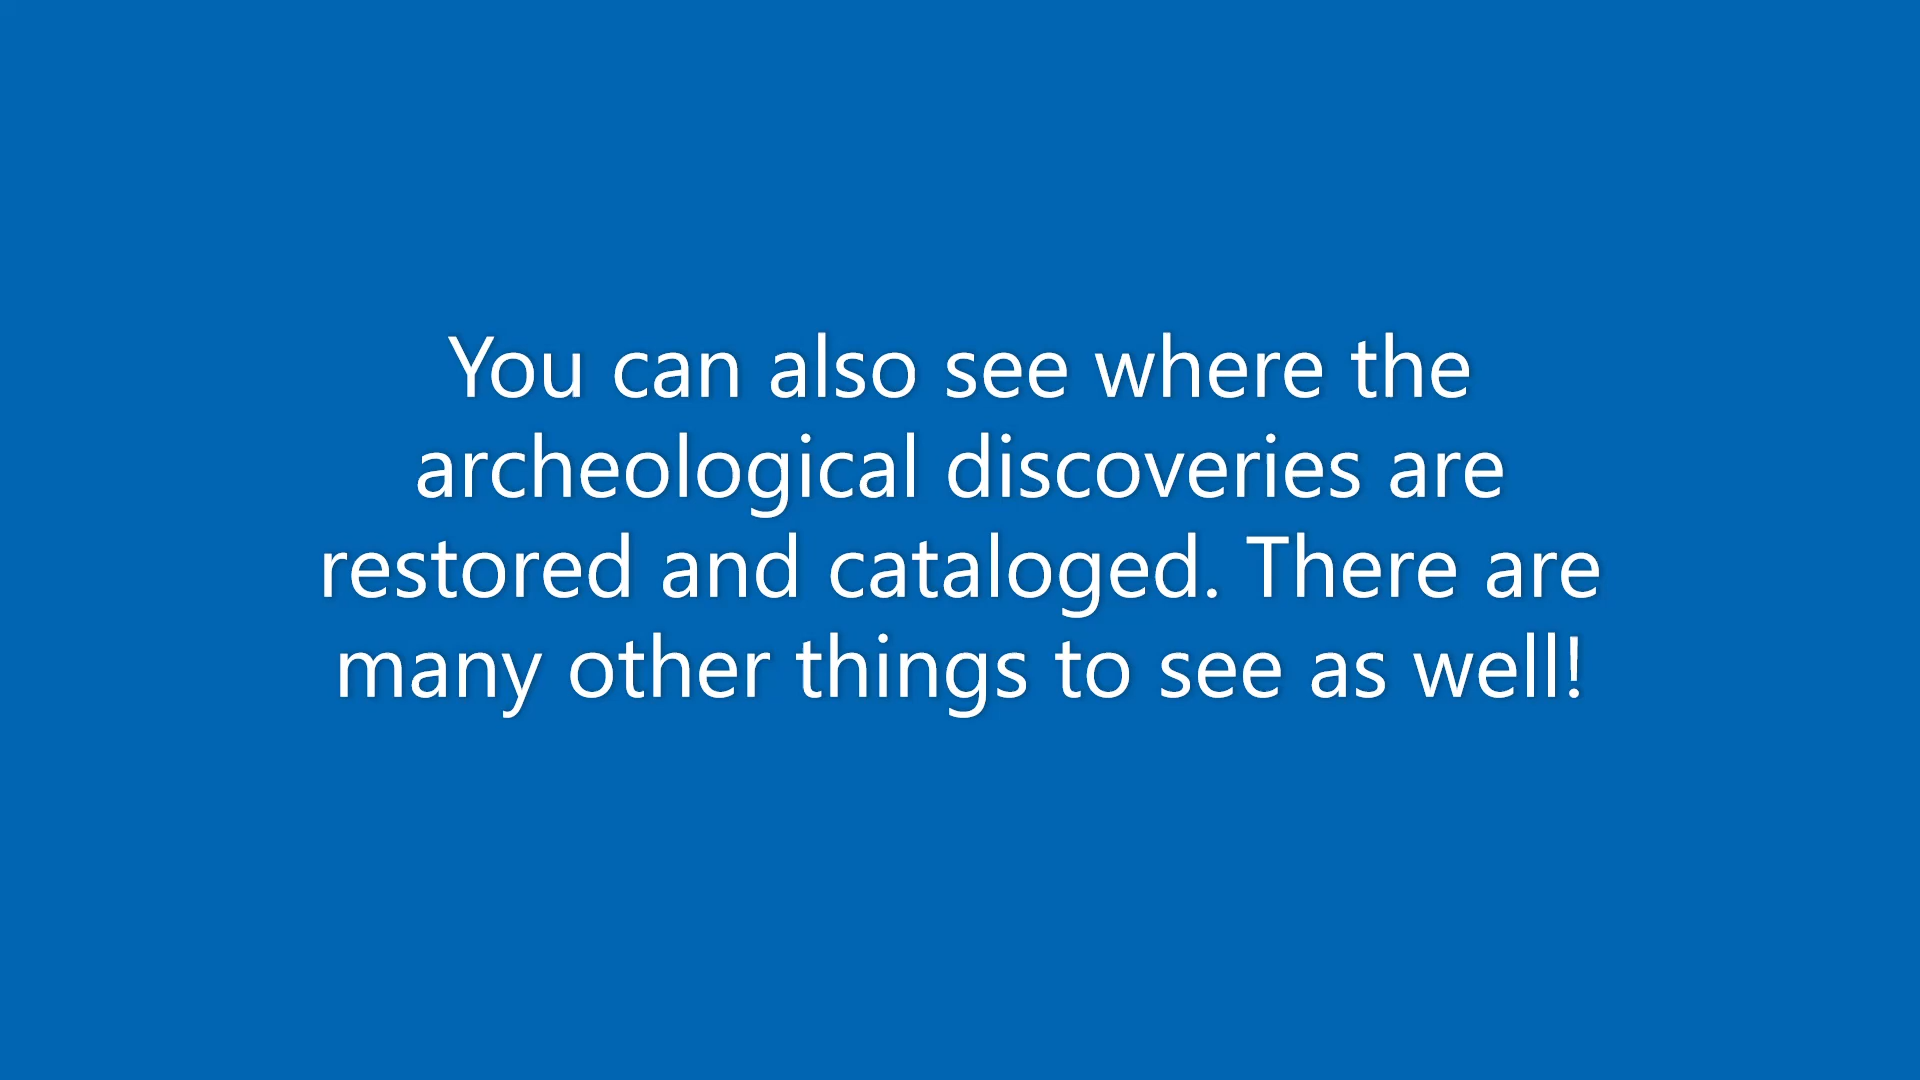 You can also see where the
archeological discoveries are
restored and cataloged. There are
many other things to see as well!